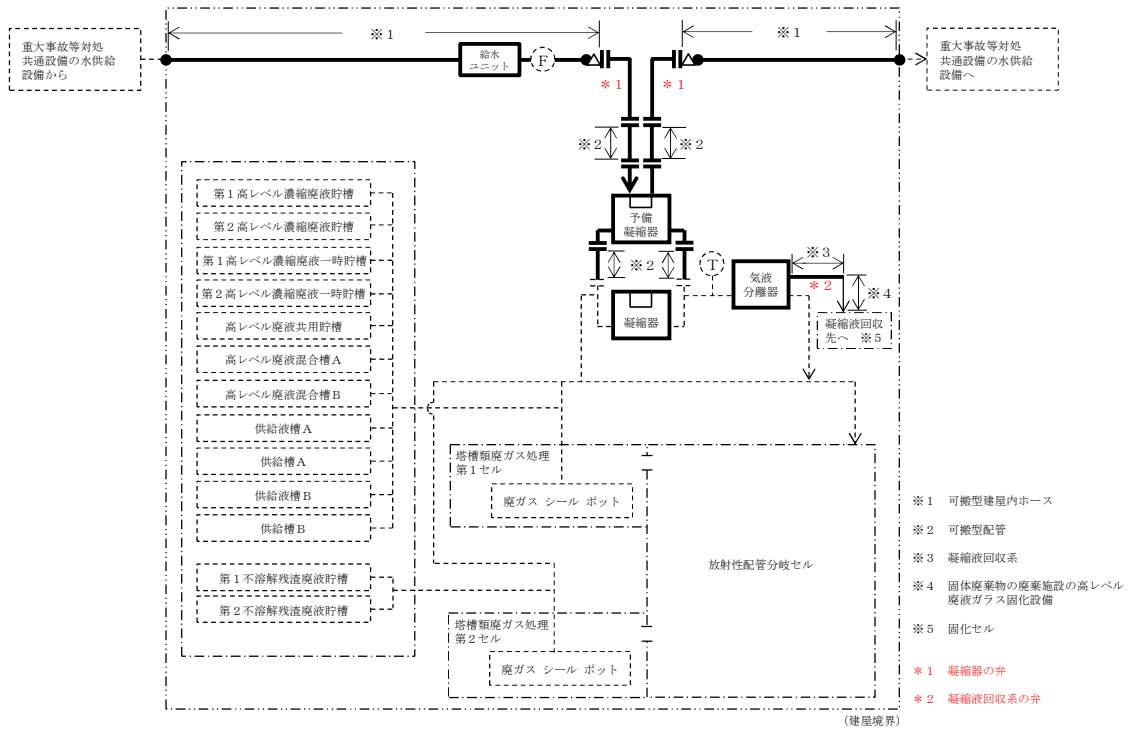 重大事故等対処
共通設備の水供給
設備から
※1
給水
ユニット
F
※1
重大事故等対処
共通設備の水供給
設備へ
*1
*1
※2
※2
予備
凝縮器
※2
T
気液
分離器
※3
*2
※4
凝縮器
凝縮液回収
先へ ※5
第1高レベル濃縮廃液貯槽
第2高レベル濃縮廃液貯槽
第1高レベル濃縮廃液一時貯槽
第2高レベル濃縮廃液一時貯槽
高レベル廃液共用貯槽
高レベル廃液混合槽A
高レベル廃液混合槽B
供給液槽A
供給槽A
供給液槽B
供給槽B
第1不溶解残渣廃液貯槽
第2不溶解残渣廃液貯槽
塔槽類廃ガス処理
第1セル
廃ガス シール ポット
放射性配管分岐セル
塔槽類廃ガス処理
第2セル
廃ガス シール ポット
※1 可搬型建屋内ホース
※2 可搬型配管
※3 凝縮液回収系
※4 固体廃棄物の廃棄施設の高レベル
廃液ガラス固化設備
※5 固化セル
*1 凝縮器の弁
*2 凝縮液回収系の弁
(建屋境界)